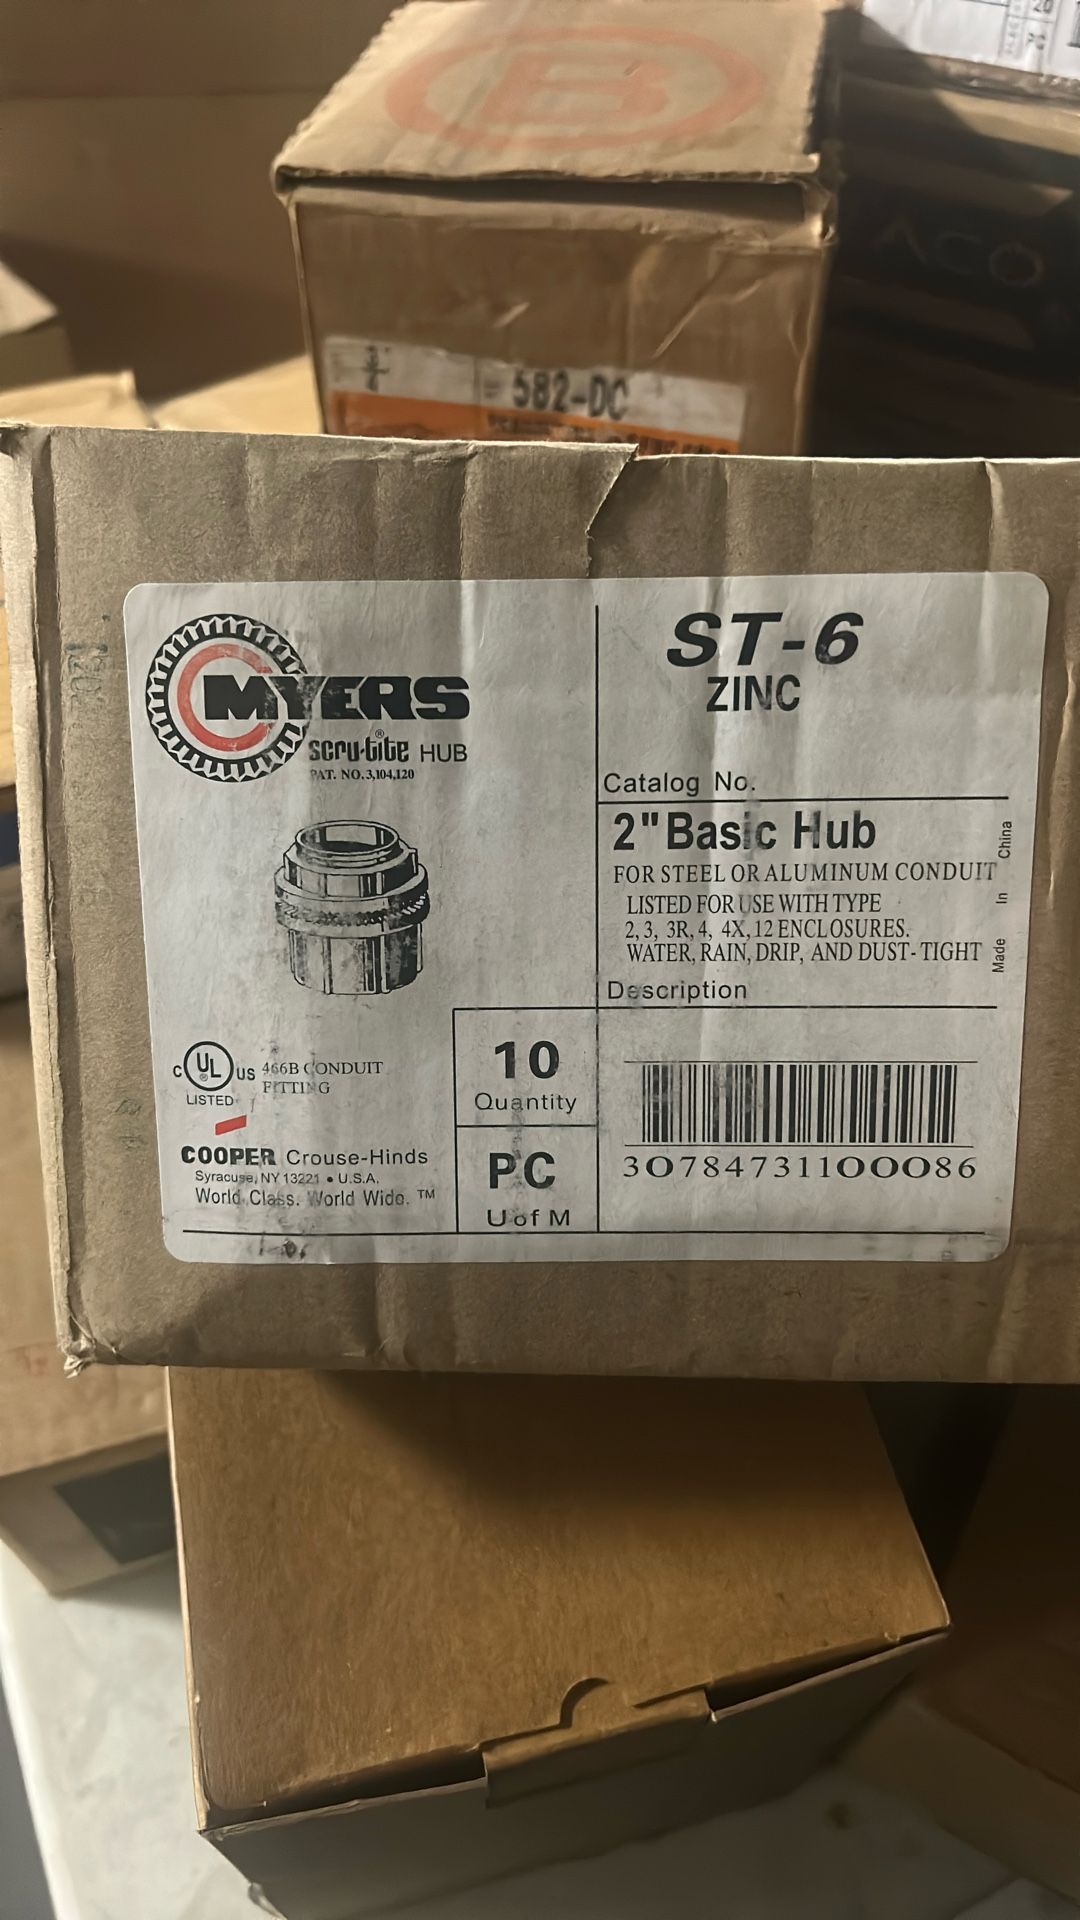 B
ACO
582-DC
MYERS
scru-tite® HUB
PAT. NO. 3,104,120
ST-6
ZINC
Catalog No.
2" Basic Hub
FOR STEEL OR ALUMINUM CONDUIT
LISTED FOR USE WITH TYPE
2, 3, 3R, 4, 4X, 12 ENCLOSURES.
WATER, RAIN, DRIP, AND DUST-TIGHT
Description
Made In China
C UL® US
LISTED
466B CONDUIT
FITTING
COOPER Crouse-Hinds
Syracuse, NY 13221 • U.S.A.
World Class. World Wide. ™
10
Quantity
PC
U of M
30784731100086